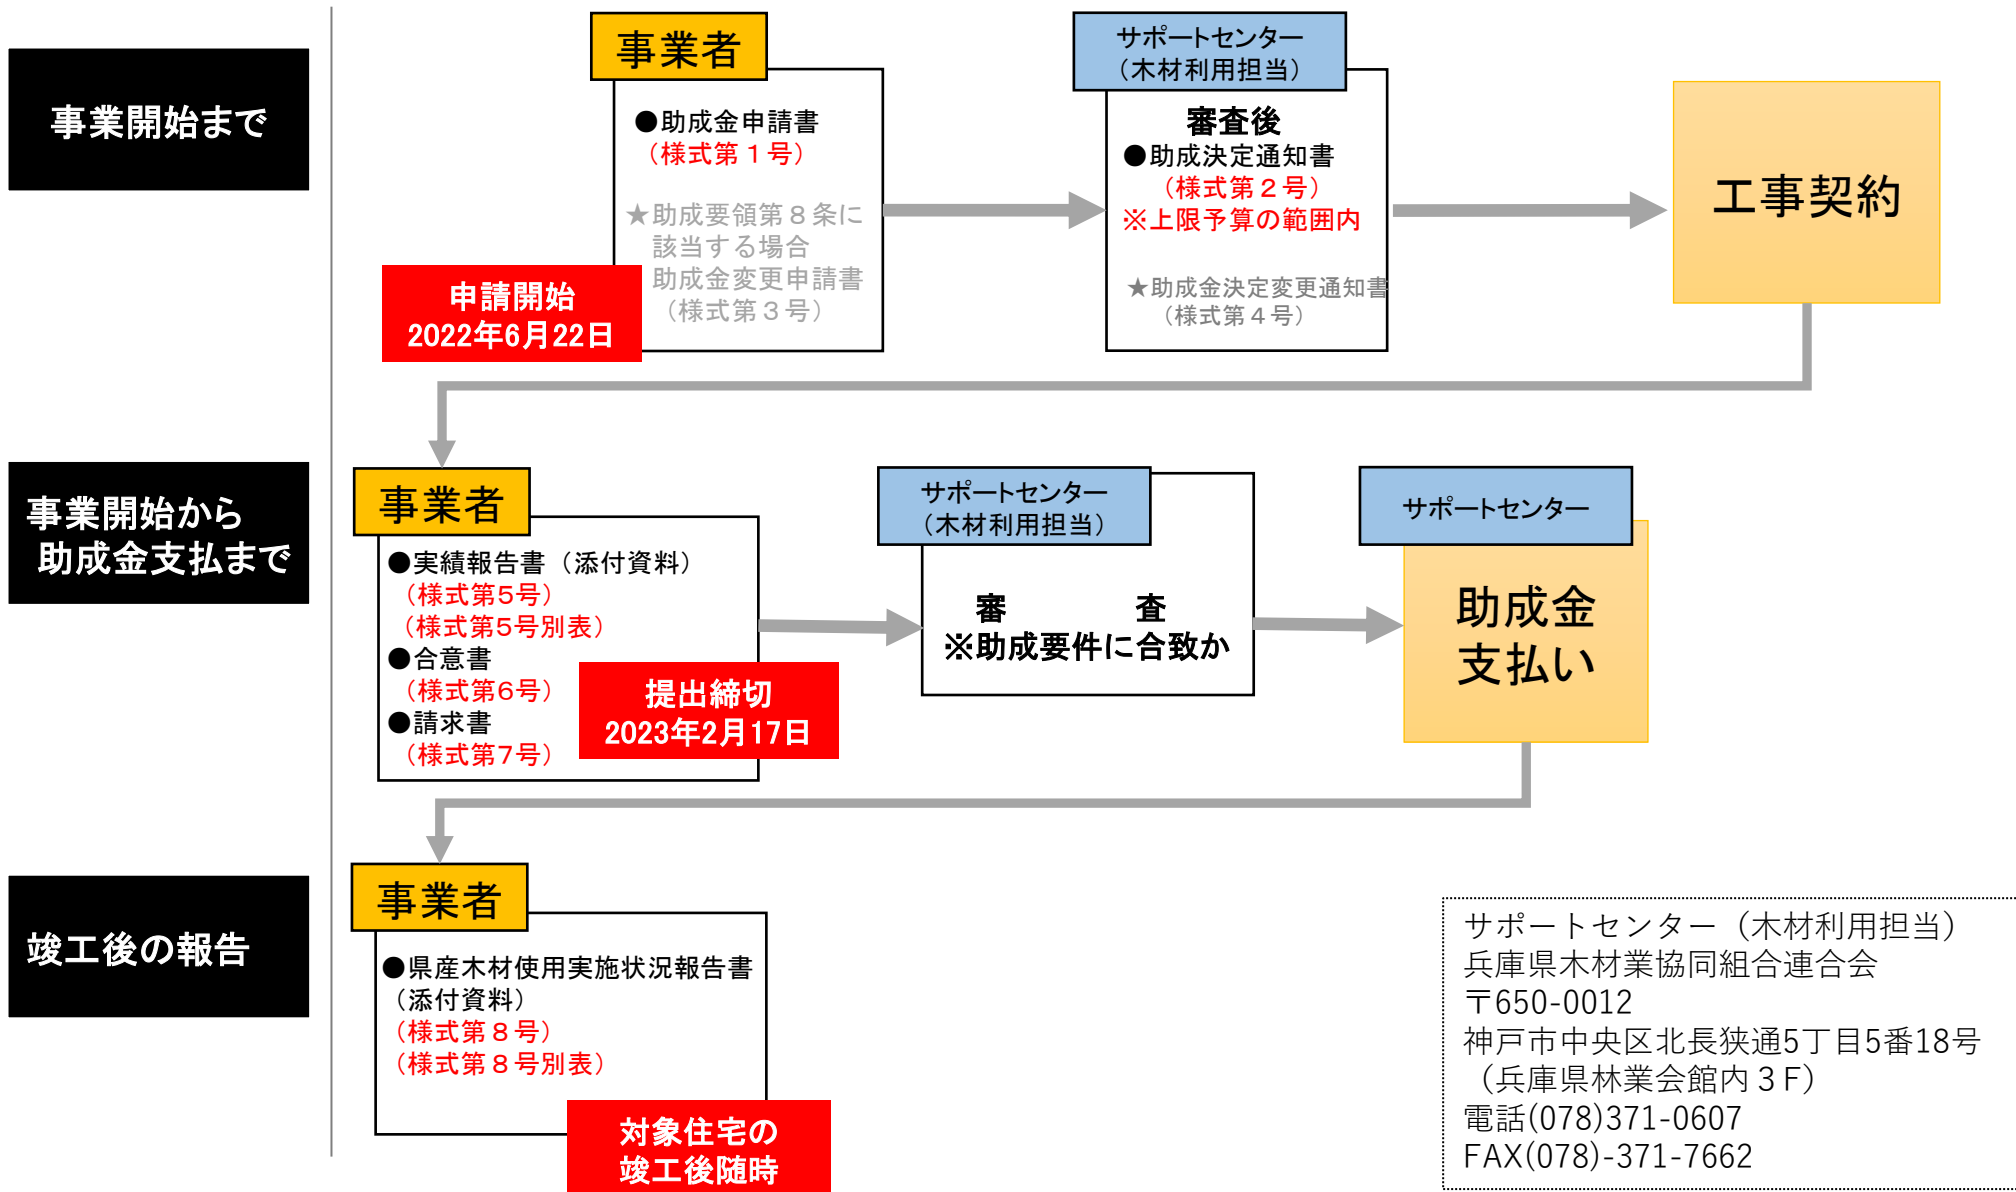 事業開始まで
事業者
●助成金申請書
（様式第１号）
★助成要領第８条に
該当する場合
助成金変更申請書
（様式第３号）
申請開始
2022年6月22日
サポートセンター
（木材利用担当）
審査後
●助成決定通知書
（様式第２号）
※上限予算の範囲内
★助成金決定変更通知書
（様式第４号）
工事契約
事業開始から
助成金支払まで
事業者
●実績報告書（添付資料）
（様式第5号）
（様式第5号別表）
●合意書
（様式第6号）
●請求書
（様式第7号）
提出締切
2023年2月17日
サポートセンター
（木材利用担当）
審　　　　査
※助成要件に合致か
サポートセンター
助成金
支払い
竣工後の報告
事業者
●県産木材使用実施状況報告書
（添付資料）
（様式第８号）
（様式第８号別表）
対象住宅の
竣工後随時
サポートセンター（木材利用担当）
兵庫県木材業協同組合連合会
〒650-0012
神戸市中央区北長狭通5丁目5番18号
（兵庫県林業会館内３F）
電話(078)371-0607
FAX(078)-371-7662